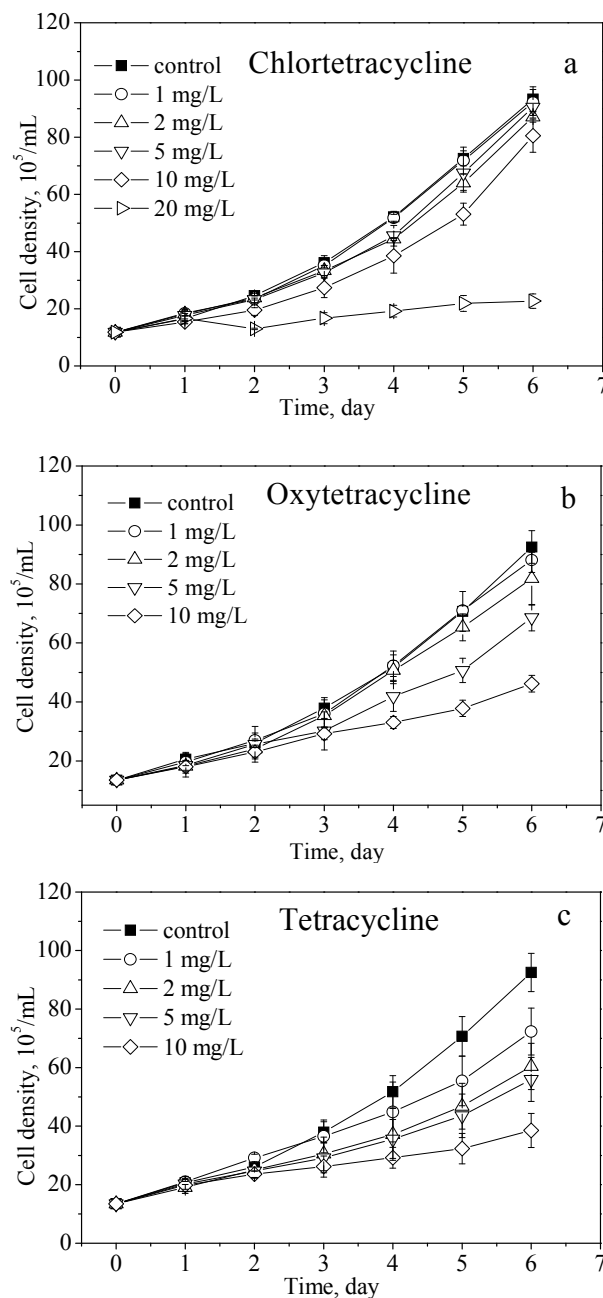 Chlortetracycline
a
control
1 mg/L
2 mg/L
5 mg/L
10 mg/L
20 mg/L
120
100
80
60
40
20
0
Cell density, 10⁵/mL
0 1 2 3 4 5 6 7
Time, day
Oxytetracycline
b
control
1 mg/L
2 mg/L
5 mg/L
10 mg/L
120
100
80
60
40
20
Cell density, 10⁵/mL
0 1 2 3 4 5 6 7
Time, day
Tetracycline
c
control
1 mg/L
2 mg/L
5 mg/L
10 mg/L
120
100
80
60
40
20
0
Cell density, 10⁵/mL
0 1 2 3 4 5 6 7
Time, day